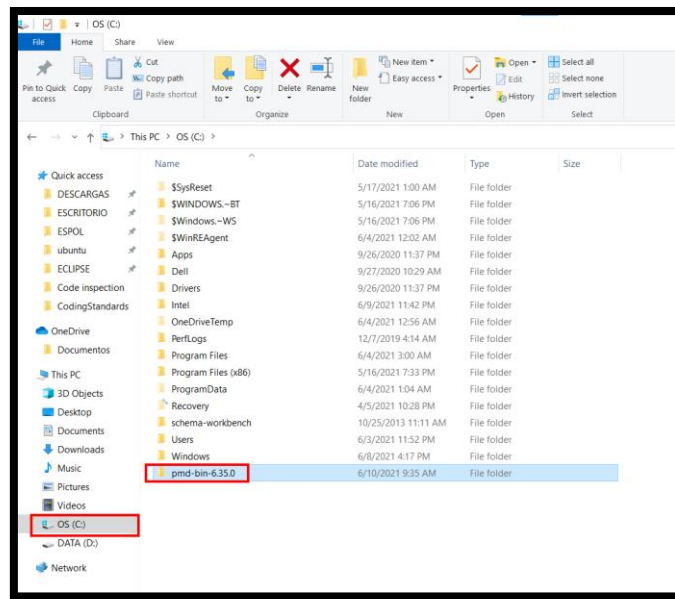 OS (C:)
File Home Share View
Pin to Quick access
Copy
Paste
Cut
Copy path
Paste shortcut
Clipboard
Move to
Copy to
Delete
Rename
Organize
New folder
New item
Easy access
New
Properties
Open
Edit
History
Open
Select all
Select none
Invert selection
Select
This PC > OS (C:) >
Name Date modified Type Size
Quick access
DESCARGAS
ESCRITORIO
ESPOL
ubuntu
ECLIPSE
Code inspection
CodingStandards
OneDrive
Documentos
This PC
3D Objects
Desktop
Documents
Downloads
Music
Pictures
Videos
OS (C:)
DATA (D:)
Network
$SysReset 5/17/2021 1:00 AM File folder
$WINDOWS.~BT 5/16/2021 7:06 PM File folder
$Windows.~WS 5/16/2021 7:06 PM File folder
$WinREAgent 6/4/2021 12:02 AM File folder
Apps 9/26/2020 11:37 PM File folder
Dell 9/27/2020 10:29 AM File folder
Drivers 9/26/2020 11:37 PM File folder
Intel 6/9/2021 11:42 PM File folder
OneDriveTemp 6/4/2021 12:56 AM File folder
PerfLogs 12/7/2019 4:14 AM File folder
Program Files 6/4/2021 3:00 AM File folder
Program Files (x86) 5/16/2021 7:33 PM File folder
ProgramData 6/4/2021 1:04 AM File folder
Recovery 4/5/2021 10:28 PM File folder
schema-workbench 10/25/2013 11:11 AM File folder
Users 6/3/2021 11:52 PM File folder
Windows 6/8/2021 4:17 PM File folder
pmd-bin-6.35.0 6/10/2021 9:35 AM File folder